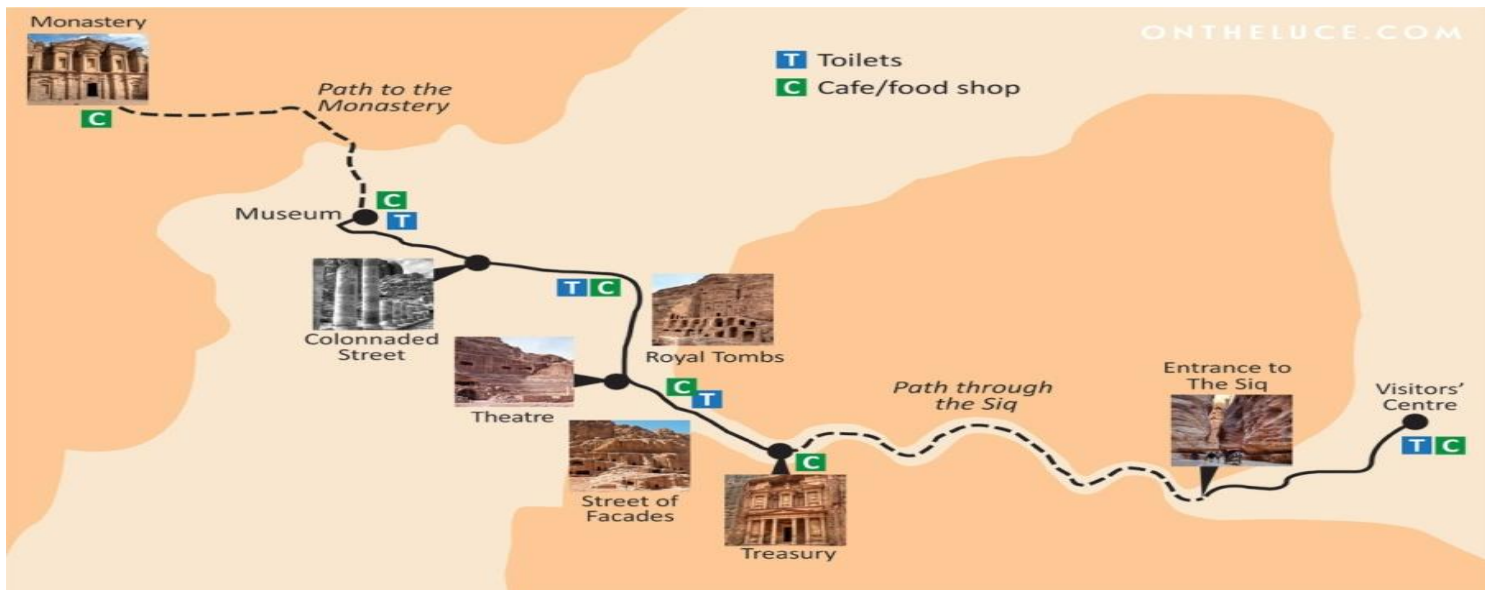 Monastery
ONTHELUCE.COM
T Toilets
C Cafe/food shop
Path to the
Monastery
C
C
Museum
T
T C
Colonnaded
Street
Royal Tombs
Theatre
C
T
Path through
the Siq
Entrance to
The Siq
Visitors'
Centre
T C
C
Street of
Facades
Treasury